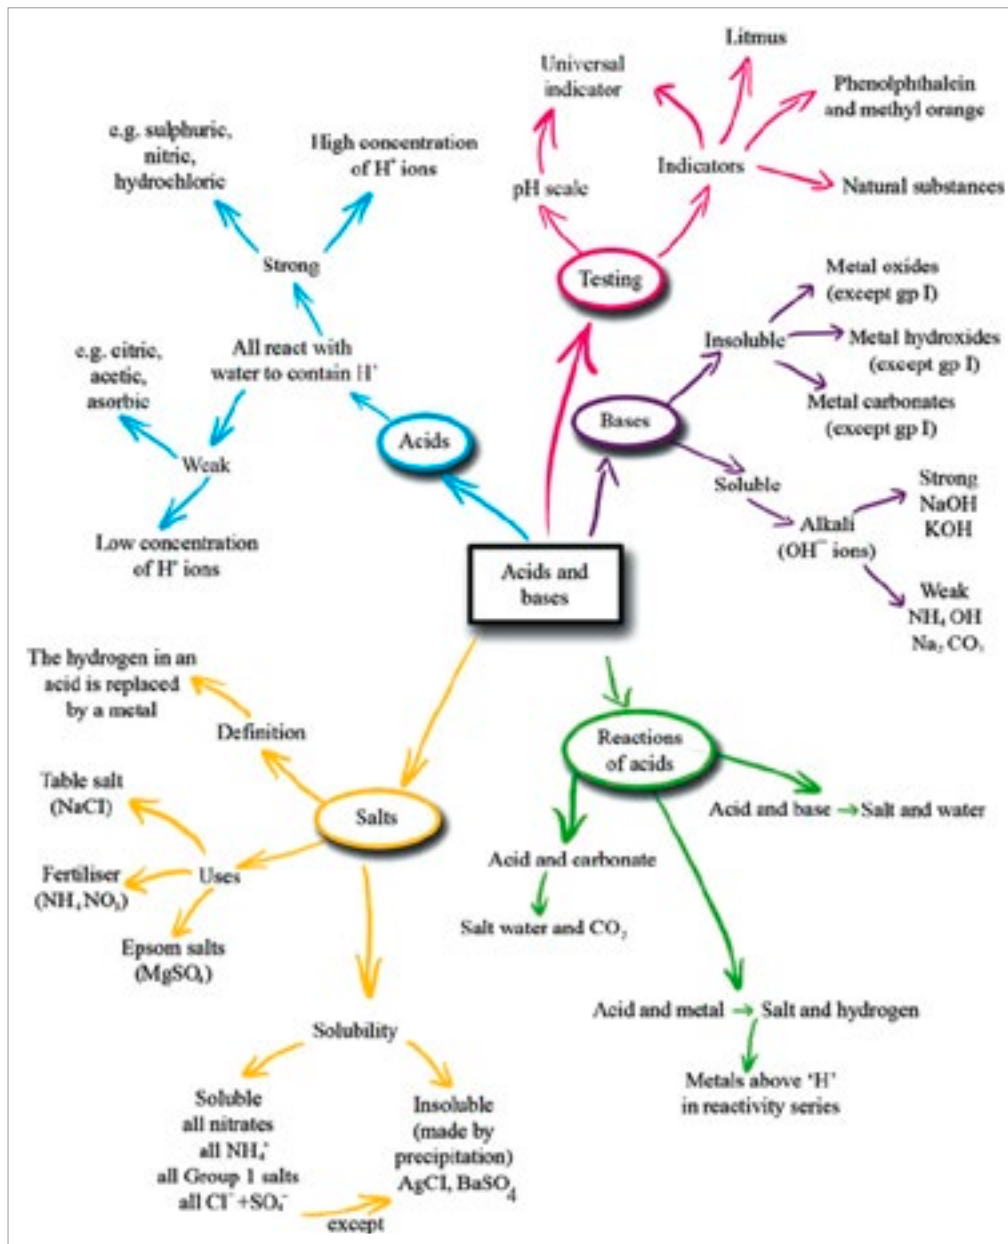 Litmus
Universal
indicator
Phenolphthalein
and methyl orange
e.g. sulphuric,
nitric,
hydrochloric
High concentration
of H⁺ ions
Indicators
pH scale
Natural substances
Strong
Testing
Metal oxides
(except gp I)
Insoluble
Metal hydroxides
(except gp I)
Metal carbonates
(except gp I)
e.g. citric,
acetic,
asorbic
All react with
water to contain H⁺
Acids
Bases
Weak
Soluble
Strong
NaOH
KOH
Alkali
(OH⁻ ions)
Low concentration
of H⁺ ions
Acids and
bases
Weak
NH₄ OH
Na₂ CO₃
The hydrogen in an
acid is replaced
by a metal
Definition
Reactions
of acids
Table salt
(NaCl)
Salts
Acid and base → Salt and water
Acid and carbonate
Fertiliser
(NH₄ NO₃)
Uses
Salt water and CO₂
Epsom salts
(MgSO₄)
Acid and metal → Salt and hydrogen
Solubility
Metals above ‘H’
in reactivity series
Soluble
all nitrates
all NH₄⁺
all Group 1 salts
all Cl⁻ +SO₄⁻
except
Insoluble
(made by
precipitation)
AgCl, BaSO₄